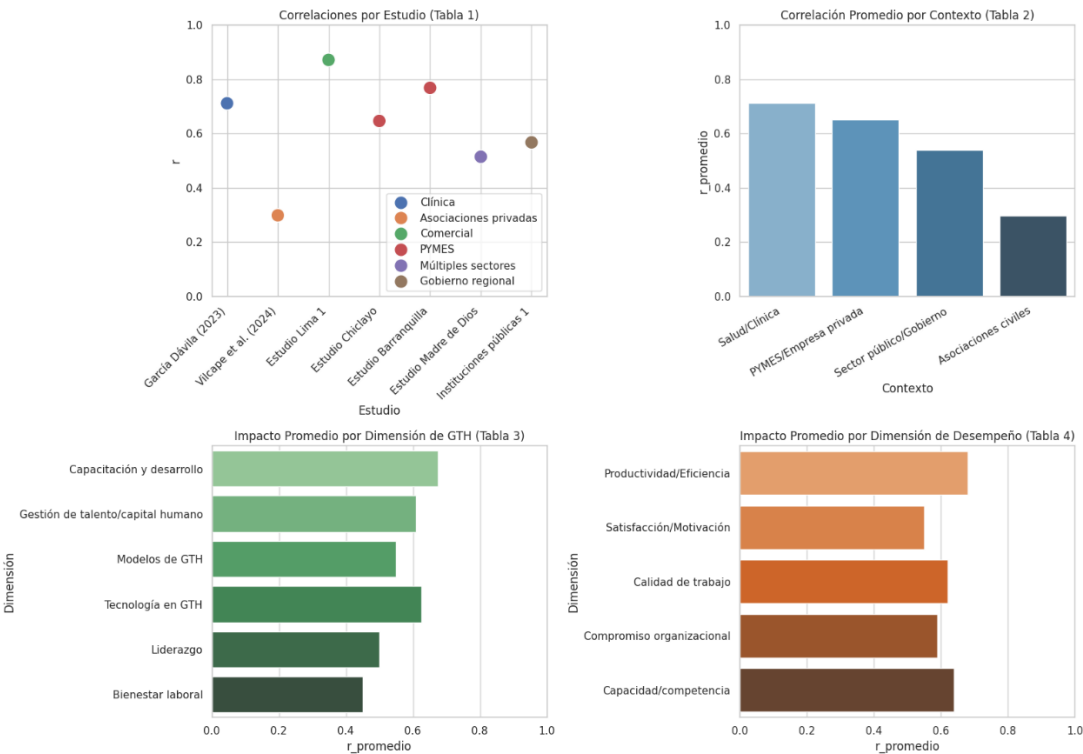 Correlaciones por Estudio (Tabla 1)
1.0
0.8
0.6
0.4
0.2
0.0
r
Clínica
Asociaciones privadas
Comercial
PYMES
Múltiples sectores
Gobierno regional
García Dávila (2023)
Vilcape et al. (2024)
Estudio Lima 1
Estudio Chiclayo
Estudio Barranquilla
Estudio Madre de Dios
Instituciones públicas 1
Estudio
Correlación Promedio por Contexto (Tabla 2)
1.0
0.8
0.6
0.4
0.2
0.0
r_promedio
Salud/Clínica
PYMES/Empresa privada
Sector público/Gobierno
Asociaciones civiles
Contexto
Impacto Promedio por Dimensión de GTH (Tabla 3)
Dimensión
Capacitación y desarrollo
Gestión de talento/capital humano
Modelos de GTH
Tecnología en GTH
Liderazgo
Bienestar laboral
0.0 0.2 0.4 0.6 0.8 1.0
r_promedio
Impacto Promedio por Dimensión de Desempeño (Tabla 4)
Dimensión
Productividad/Eficiencia
Satisfacción/Motivación
Calidad de trabajo
Compromiso organizacional
Capacidad/competencia
0.0 0.2 0.4 0.6 0.8 1.0
r_promedio